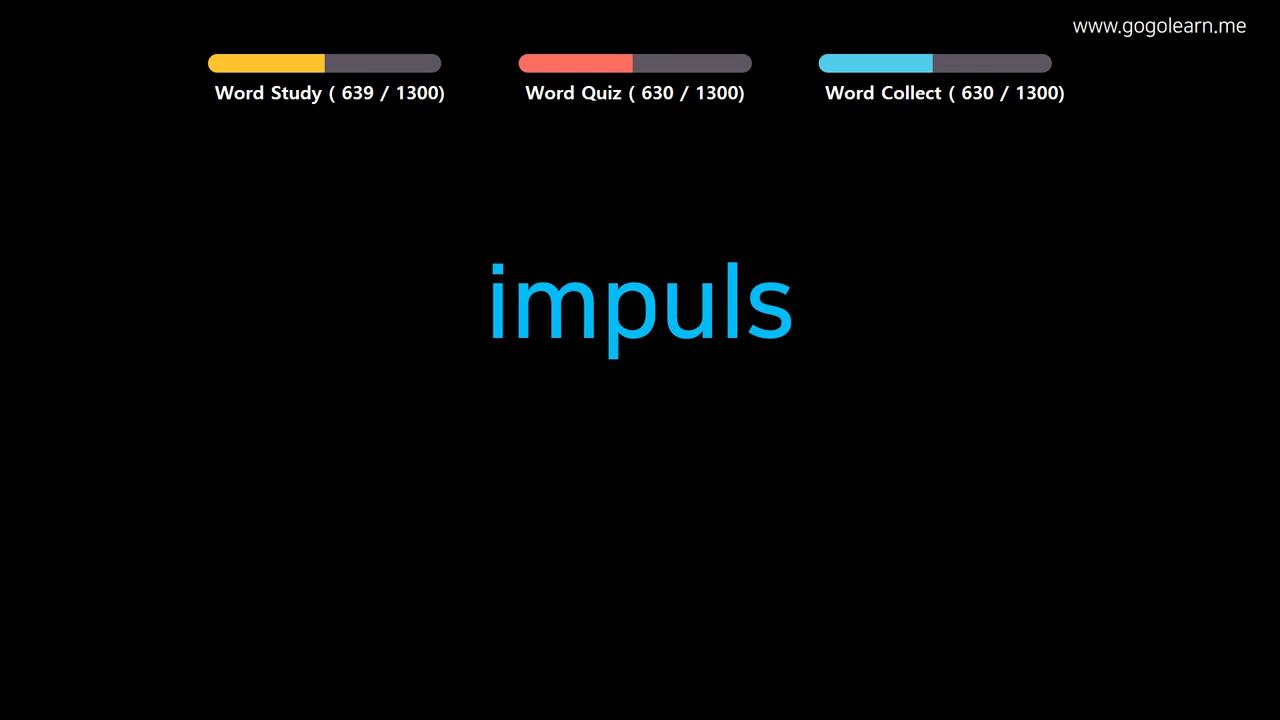 www.gogolearn.me
Word Study ( 639 / 1300)
Word Quiz ( 630 / 1300)
Word Collect ( 630 / 1300)
impuls